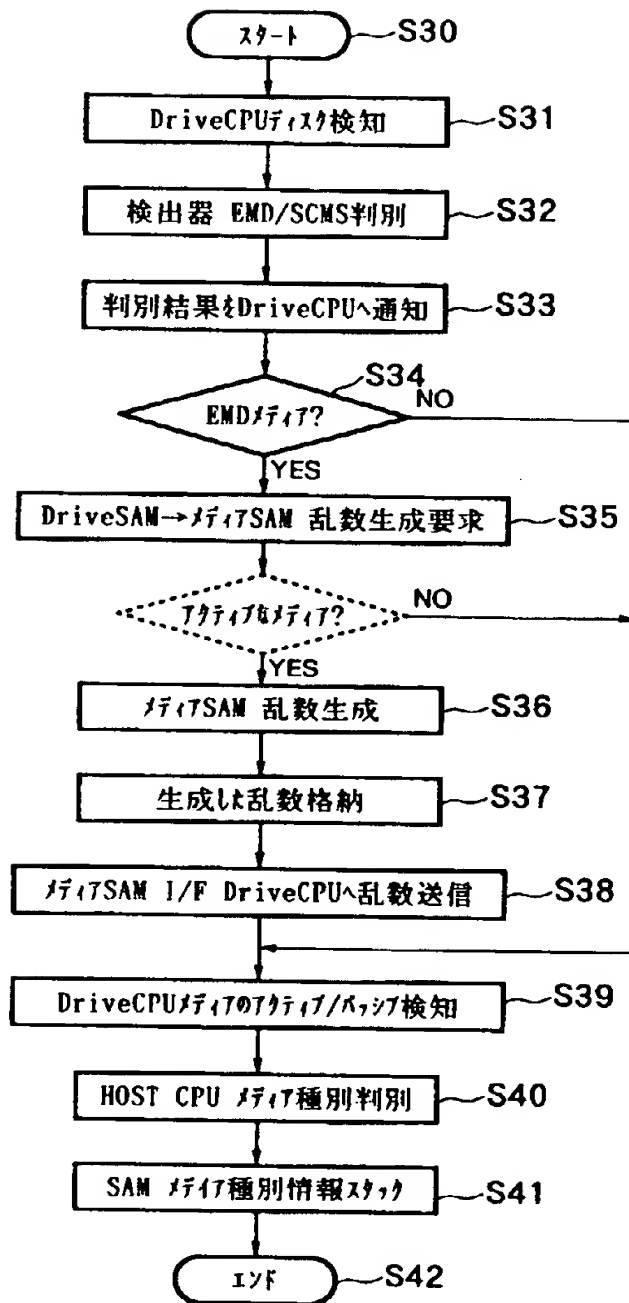 スタート S30
DriveCPUディスク検知 S31
検出器 EMD/SCMS判別 S32
判別結果をDriveCPUへ通知 S33
S34
EMDメディア? NO
YES
DriveSAM→メディアSAM 乱数生成要求 S35
アクティブなメディア? NO
YES
メディアSAM 乱数生成 S36
生成した乱数格納 S37
メディアSAM I/F DriveCPUへ乱数送信 S38
DriveCPUメディアのアクティブ/パッシブ検知 S39
HOST CPU メディア種別判別 S40
SAM メディア種別情報スタック S41
エンド S42